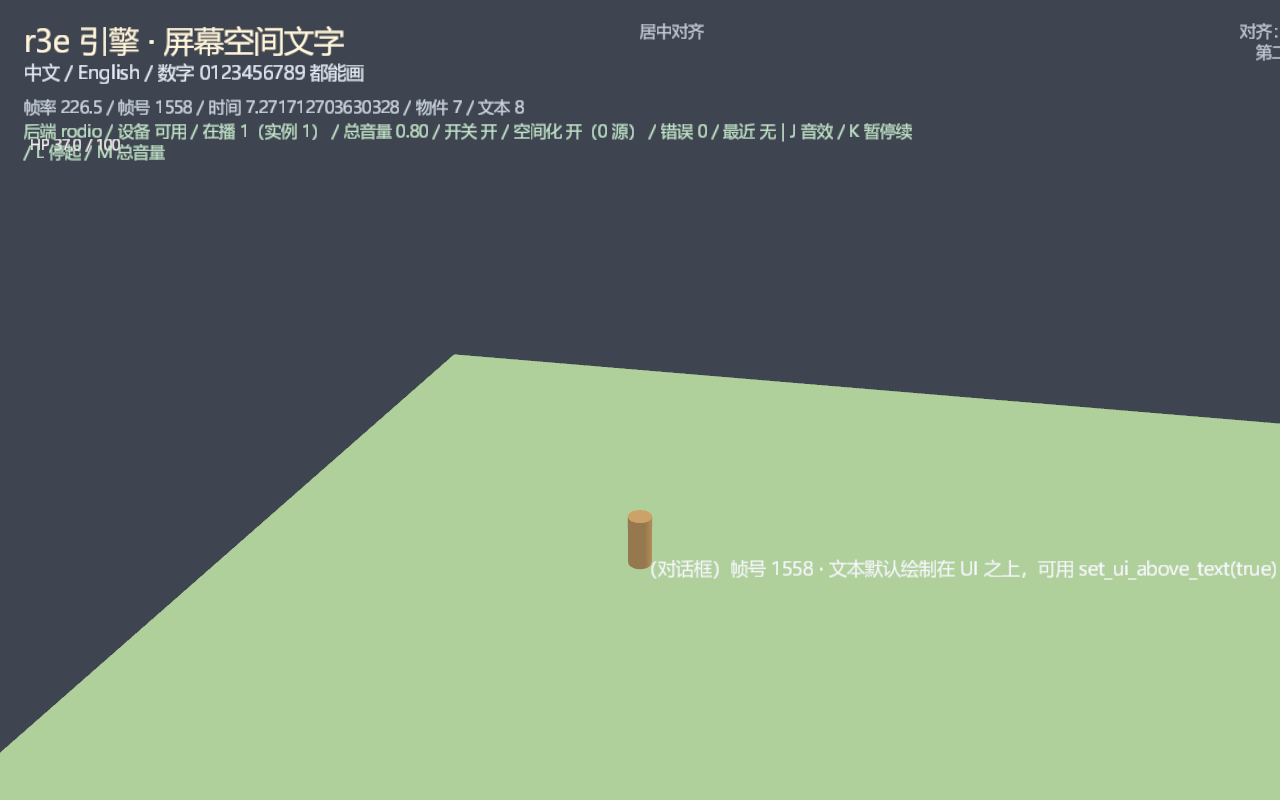 r3e 引擎 · 屏幕空间文字
居中对齐
对齐:
第二
中文 / English / 数字 0123456789 都能画
帧率 226.5 / 帧号 1558 / 时间 7.271712703630328 / 物件 7 / 文本 8
后端 rodio / 设备 可用 / 在播 1（实例 1） / 总音量 0.80 / 开关 开 / 空间化 开（0 源） / 错误 0 / 最近 无 | J 音效 / K 暂停续
HP 370 / 100
/ L 停起 / M 总音量
（对话框）帧号 1558 · 文本默认绘制在 UI 之上，可用 set_ui_above_text(true)